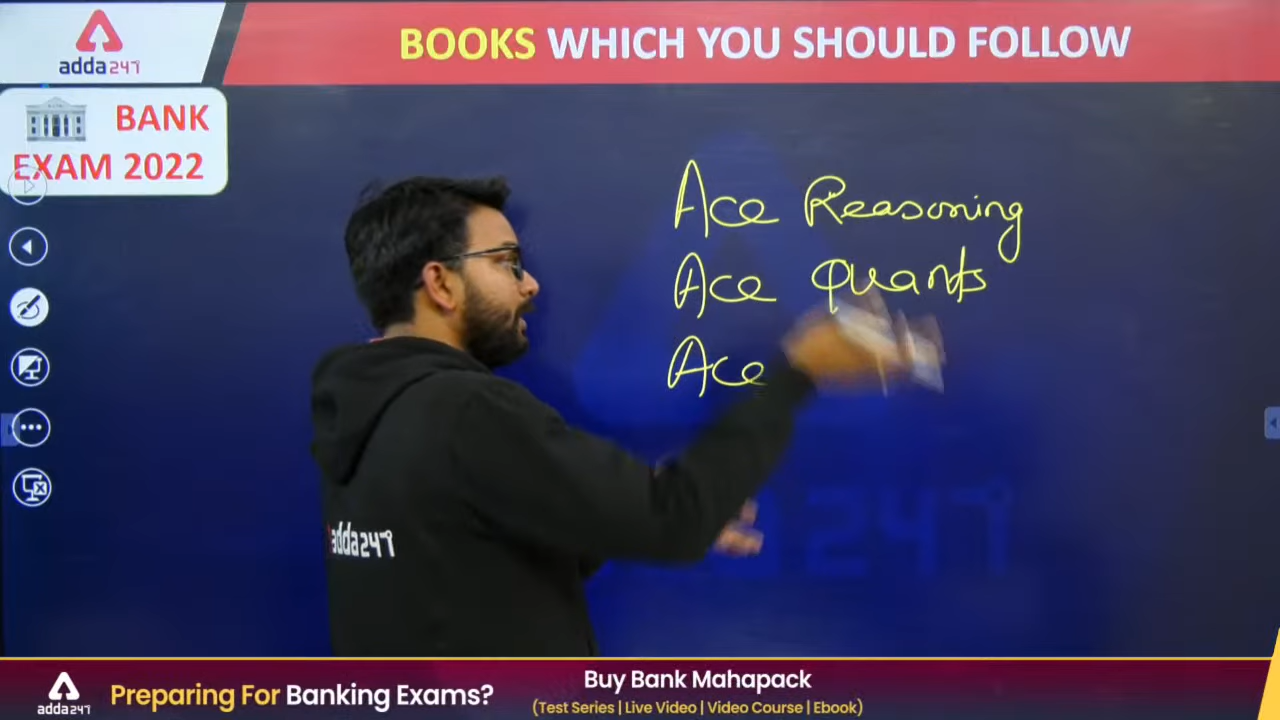 adda247
BOOKS WHICH YOU SHOULD FOLLOW
BANK
EXAM 2022
Ace Reasoning
Ace Quants
Ace
adda247
247
adda247
Preparing For Banking Exams?
Buy Bank Mahapack
(Test Series | Live Video | Video Course | Ebook)